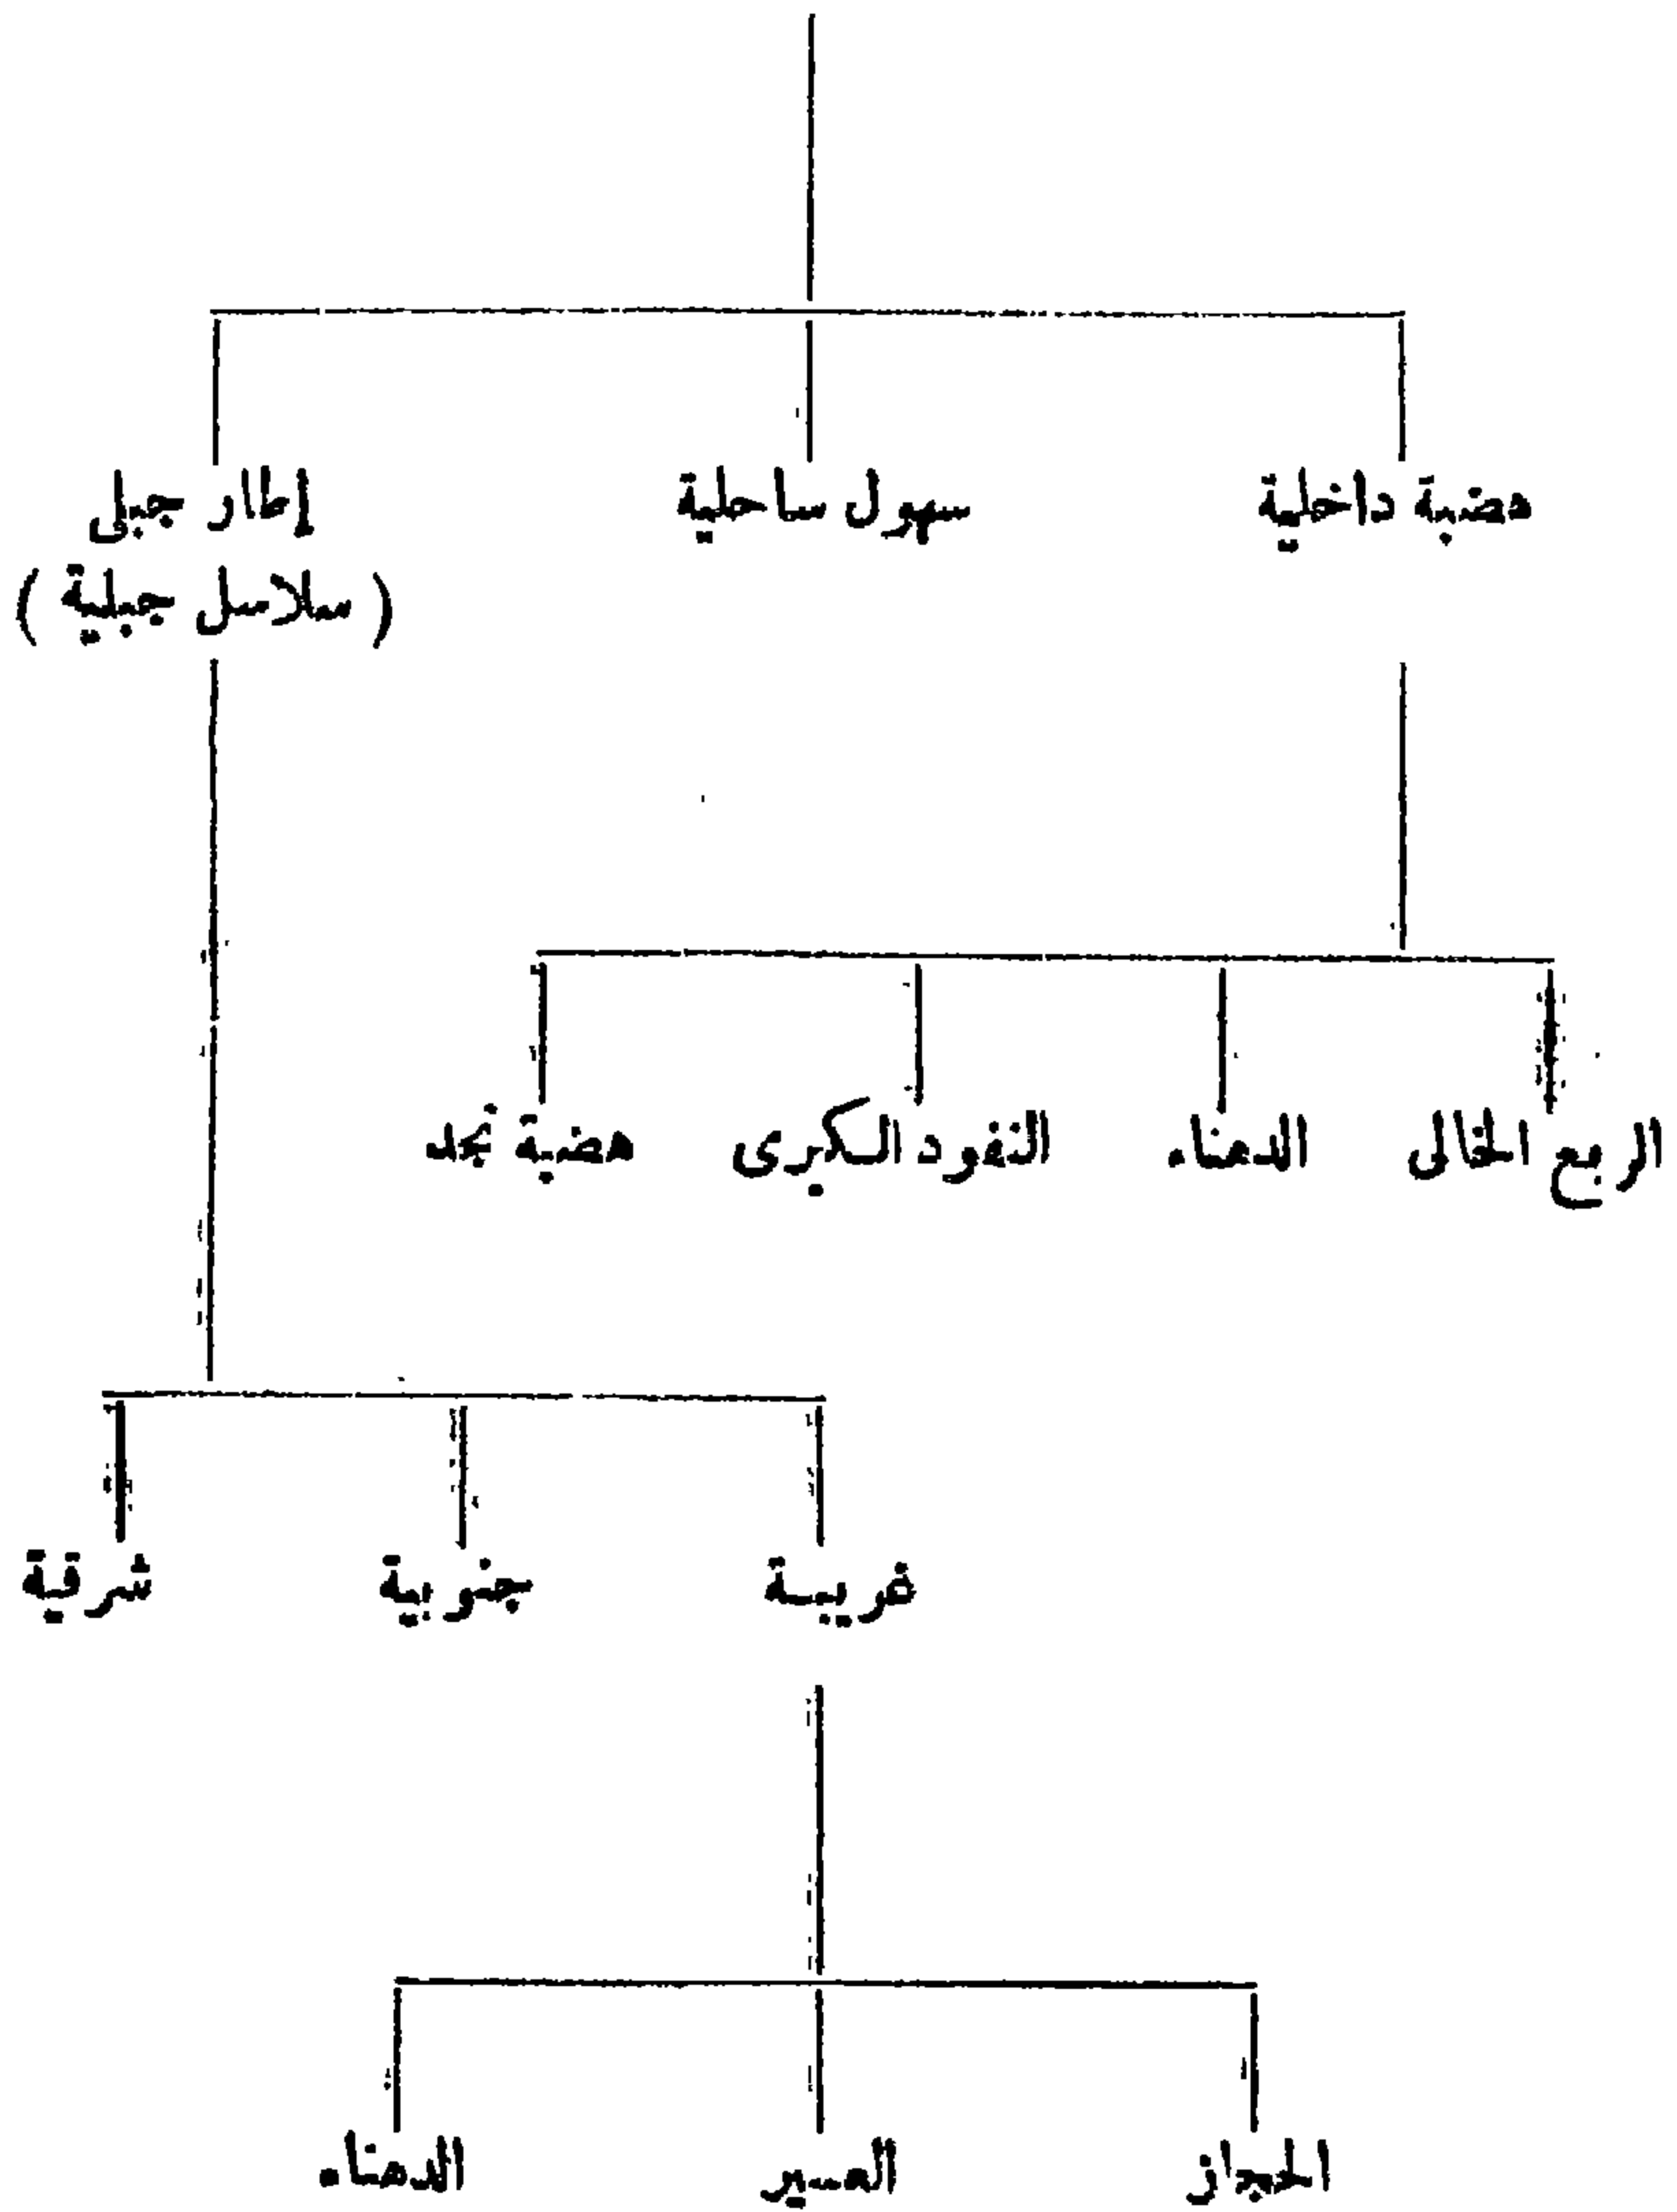 هضبة داخلية
سهول ساحلية
إطار جبلى
( سلاسل جبلية )
الربع الخالى
الدهناء
النفود الكبرى
هضبة نجد
غربية
جنوبية
شرقية
الحجاز
العسير
الدهناء